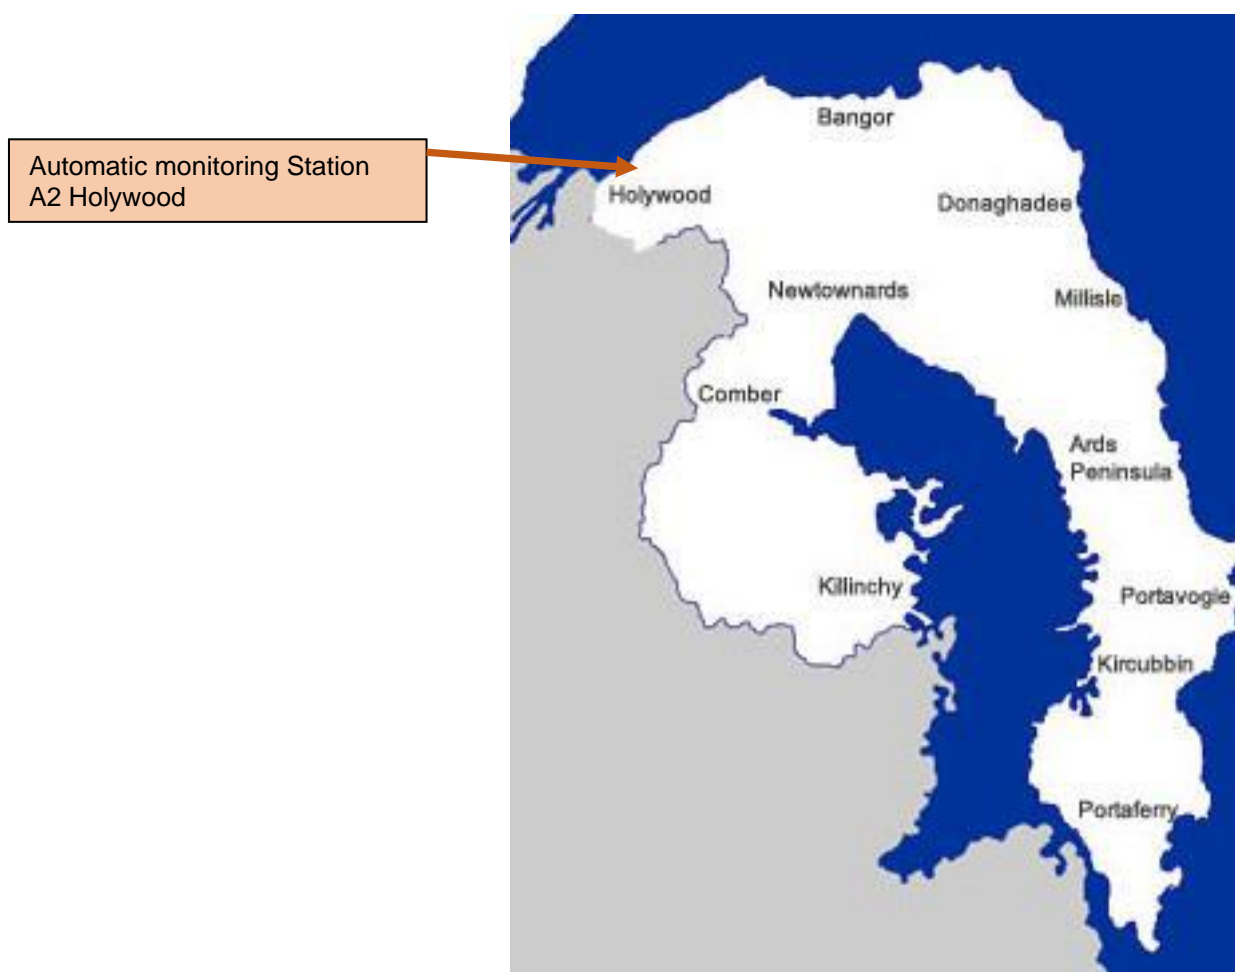 Automatic monitoring Station
A2 Holywood
Bangor
Holywood
Donaghadee
Newtownards
Millisle
Comber
Ards
Peninsula
Killinchy
Portavogie
Kircubbin
Portaferry